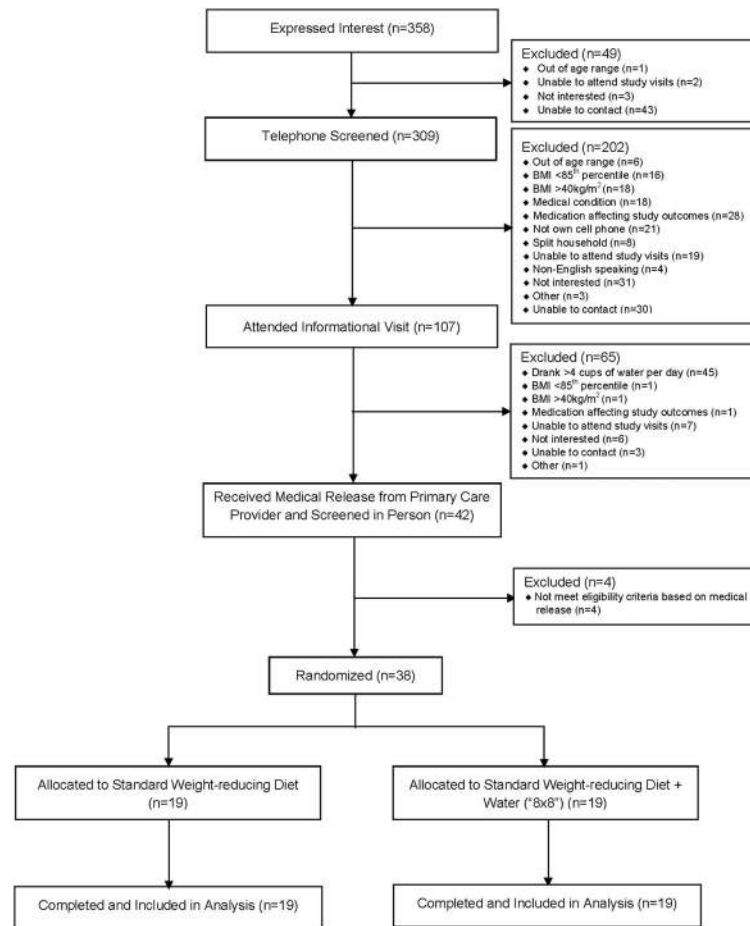 Expressed Interest (n=358)
Excluded (n=49)
◆ Out of age range (n=1)
◆ Unable to attend study visits (n=2)
◆ Not interested (n=3)
◆ Unable to contact (n=43)
Telephone Screened (n=309)
Excluded (n=202)
◆ Out of age range (n=6)
◆ BMI <85th percentile (n=16)
◆ BMI >40kg/m² (n=18)
◆ Medical condition (n=18)
◆ Medication affecting study outcomes (n=28)
◆ Not own cell phone (n=21)
◆ Split household (n=8)
◆ Unable to attend study visits (n=19)
◆ Non-English speaking (n=4)
◆ Not interested (n=31)
◆ Other (n=3)
◆ Unable to contact (n=30)
Attended Informational Visit (n=107)
Excluded (n=65)
◆ Drank >4 cups of water per day (n=45)
◆ BMI <85th percentile (n=1)
◆ BMI >40kg/m² (n=1)
◆ Medication affecting study outcomes (n=1)
◆ Unable to attend study visits (n=7)
◆ Not interested (n=6)
◆ Unable to contact (n=3)
◆ Other (n=1)
Received Medical Release from Primary Care
Provider and Screened in Person (n=42)
Excluded (n=4)
◆ Not meet eligibility criteria based on medical
release (n=4)
Randomized (n=38)
Allocated to Standard Weight-reducing Diet
(n=19)
Allocated to Standard Weight-reducing Diet +
Water ("8x8") (n=19)
Completed and Included in Analysis (n=19)
Completed and Included in Analysis (n=19)